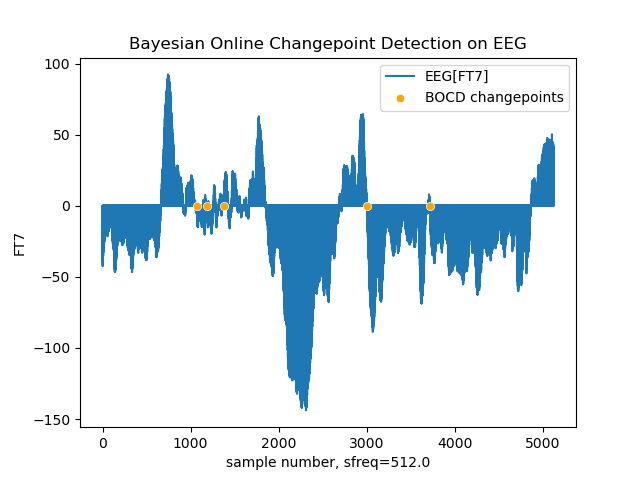 Bayesian Online Changepoint Detection on EEG
EEG[FT7]
BOCD changepoints
100
50
0
−50
−100
−150
FT7
0 1000 2000 3000 4000 5000
sample number, sfreq=512.0